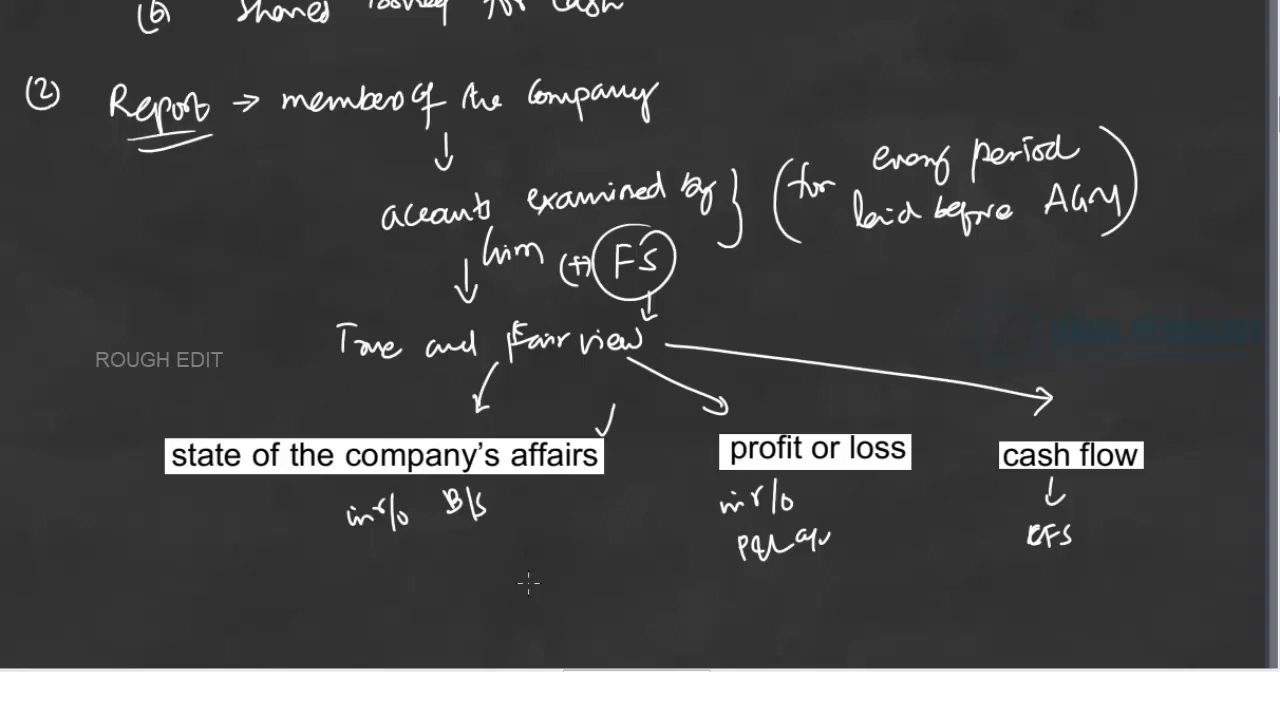 (6) Shares issued for cash
(2) Report → members of the Company
accounts examined by him (+) FS } (for every period laid before AGM)
True and Fair view
ROUGH EDIT
state of the company's affairs
profit or loss
cash flow
in r/o B/S
in r/o
P&L a/c
CFS